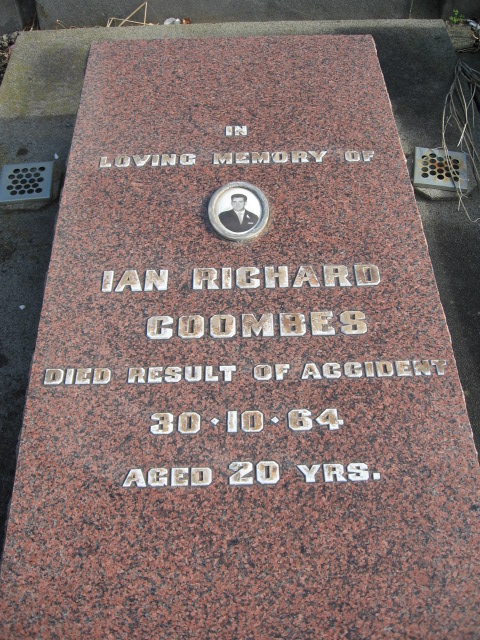 IN
LOVING MEMORY OF
IAN RICHARD
COOMBES
DIED RESULT OF ACCIDENT
30·10·64
AGED 20 YRS.